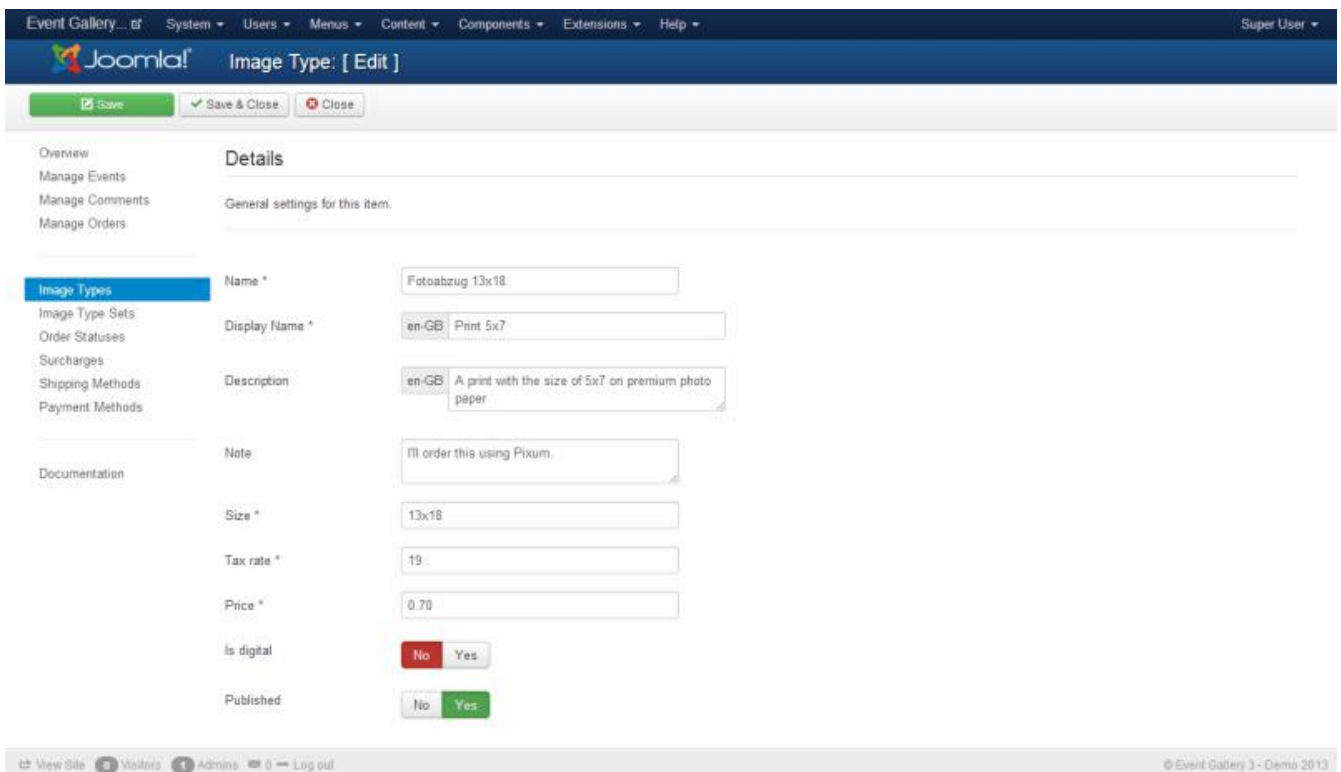 Event Gallery... System Users Menus Content Components Extensions Help Super User
Joomla! Image Type: [ Edit ]
Save Save & Close Close
Overview
Manage Events
Manage Comments
Manage Orders
Image Types
Image Type Sets
Order Statuses
Surcharges
Shipping Methods
Payment Methods
Documentation
Details
General settings for this item.
Name * Fotoabzug 13x18
Display Name * en-GB Print 5x7
Description en-GB A print with the size of 5x7 on premium photo
paper
Note I'll order this using Pixum.
Size * 13x18
Tax rate * 19
Price * 0.70
Is digital No Yes
Published No Yes
View Site Visitors 1 Admins 0 Log out © Event Gallery 3 - Demo 2013